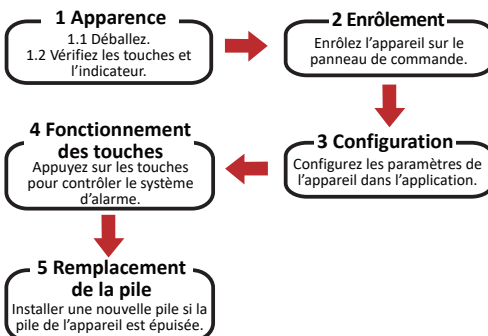 1 Apparence
1.1 Déballez.
1.2 Vérifiez les touches et
l'indicateur.
2 Enrôlement
Enrôlez l'appareil sur le
panneau de commande.
3 Configuration
Configurez les paramètres de
l'appareil dans l'application.
4 Fonctionnement
des touches
Appuyez sur les touches
pour contrôler le système
d'alarme.
5 Remplacement
de la pile
Installer une nouvelle pile si la
pile de l'appareil est épuisée.